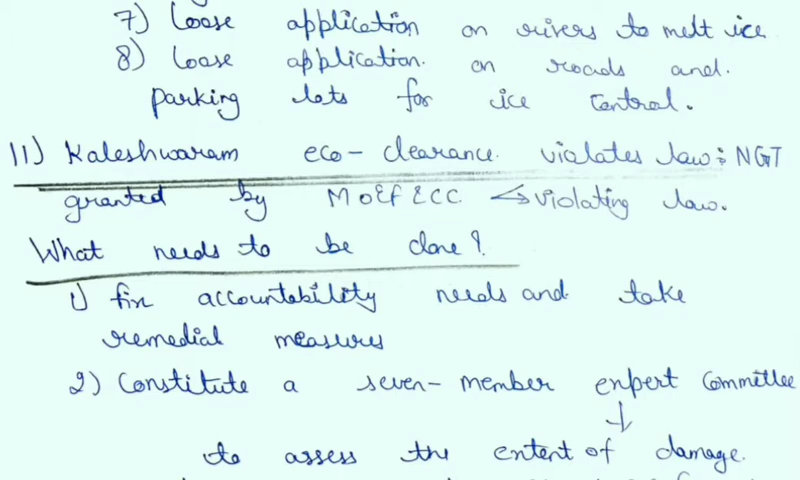 7) loose application on rivers to melt ice
8) loose application. on roads and.
parking lots for ice control.
11) Kaleshwaram eco-clearance violates law: NGT
granted by MOEF&CC <→ violating law.
What needs to be done?
1) fix accountability needs and take
remedial measures
2) Constitute a seven-member expert Committee
↓
to assess the extent of damage.